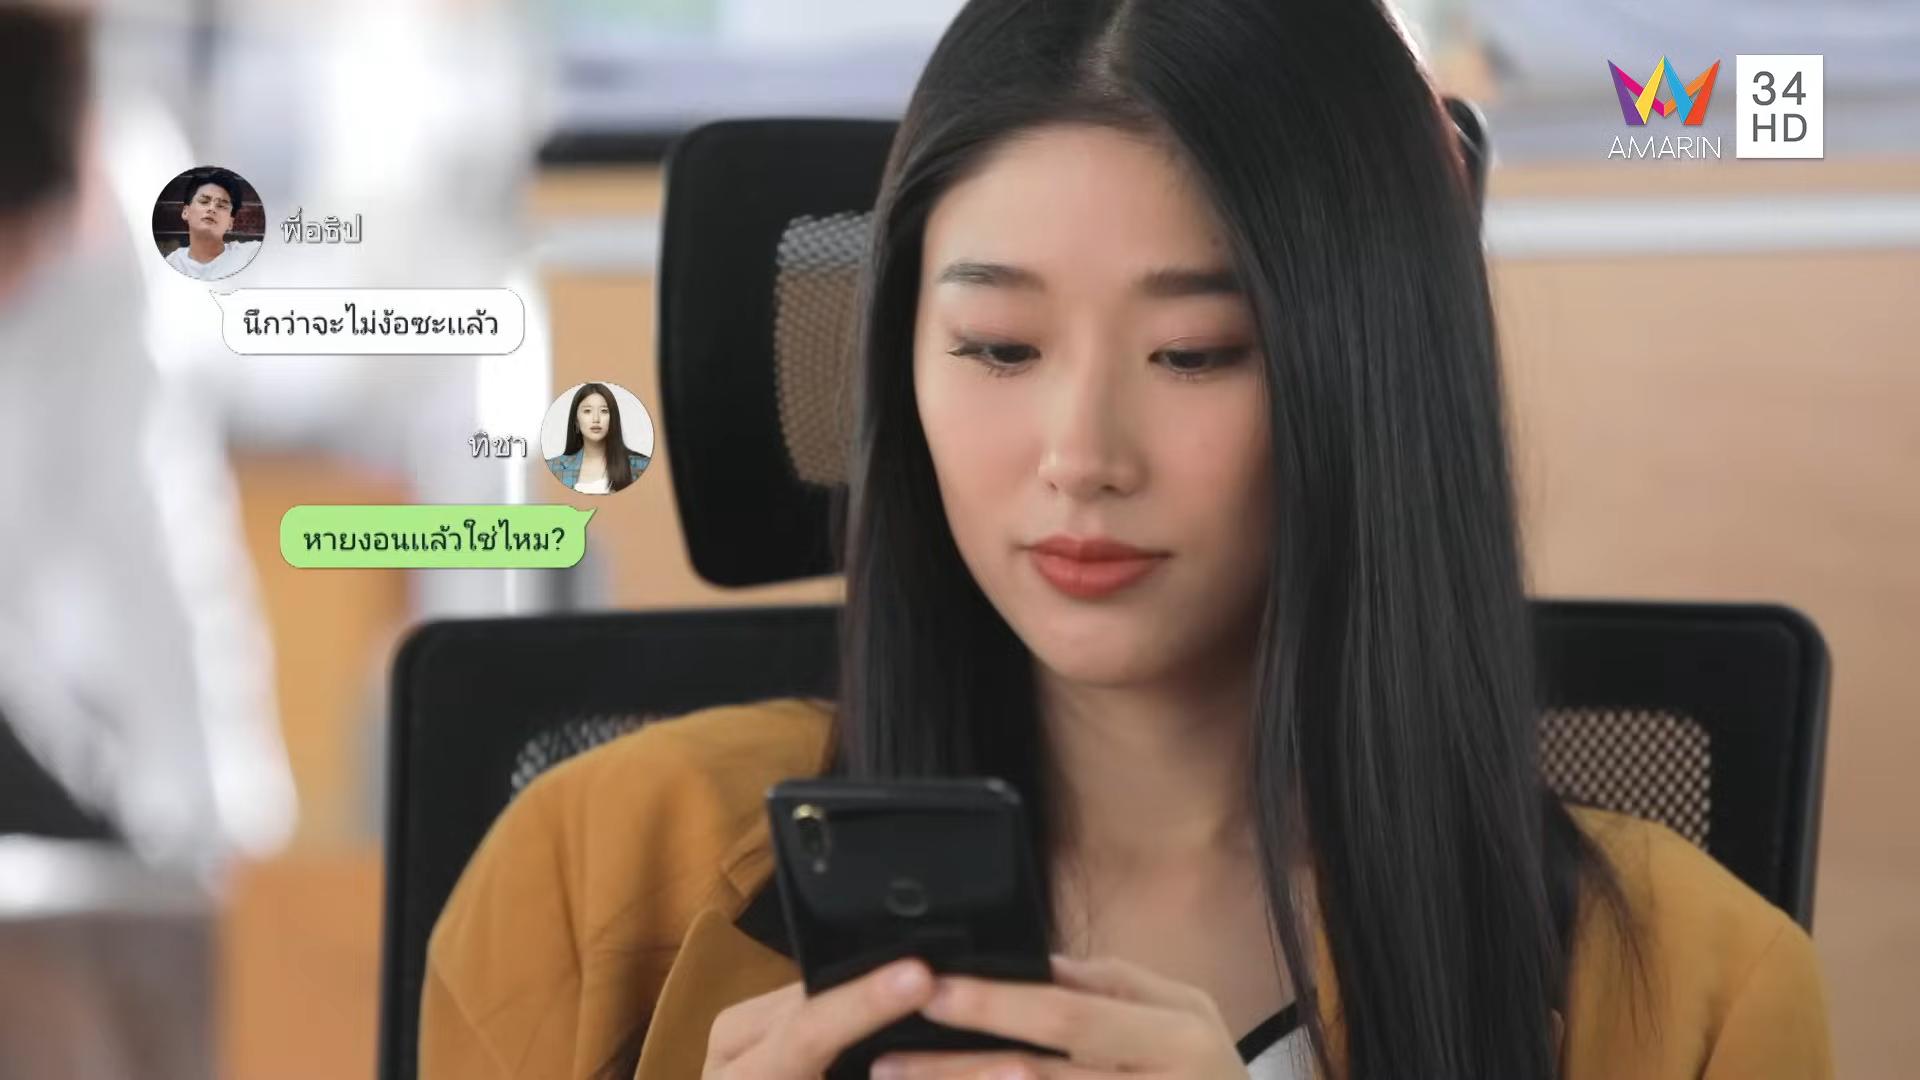 AMARIN
34
HD
พี่อธิป
นึกว่าจะไม่ง้อซะแล้ว
ทิชา
หายงอนแล้วใช่ไหม?